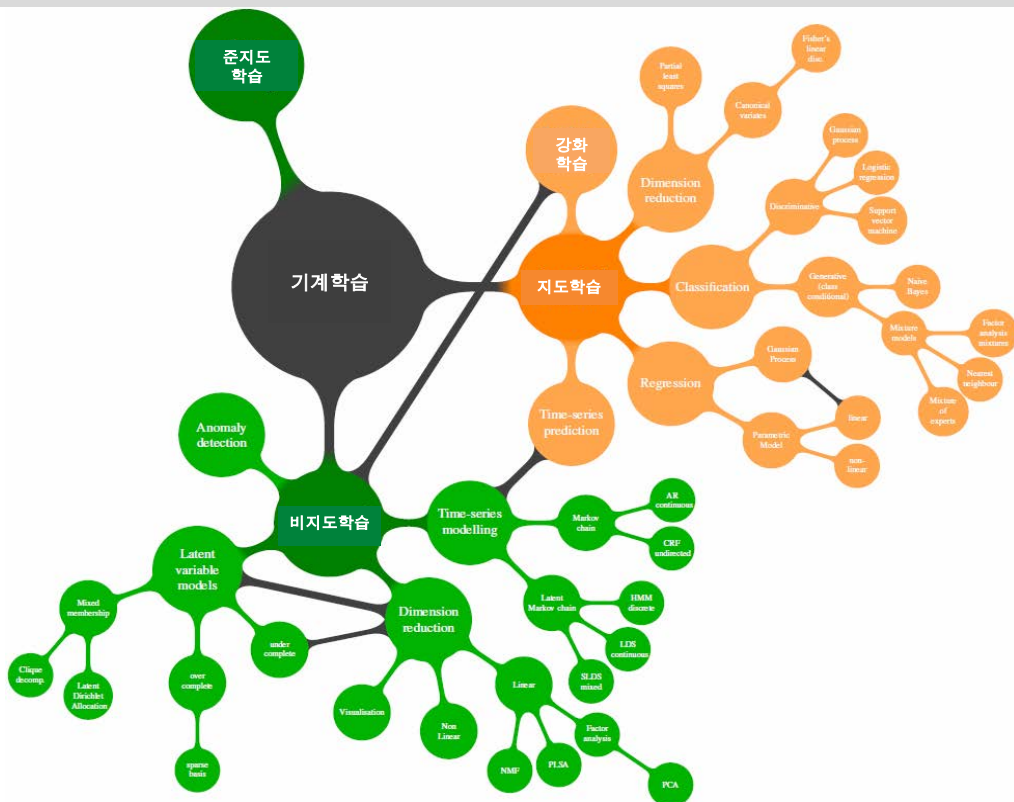 준지도
학습
기계학습
강화
학습
지도학습
Dimension
reduction
Partial
least
squares
Canonical
variates
Fisher's
linear
disc.
Classification
Discriminative
Gaussian
process
Logistic
regression
Support
vector
machine
Generative
(class
conditional)
Naive
Bayes
Mixture
models
Factor
analysis
mixtures
Nearest
neighbour
Mixture
of
experts
Regression
Gaussian
Process
Parametric
Model
linear
non-
linear
Time-series
prediction
비지도학습
Anomaly
detection
Time-series
modelling
Markov
chain
AR
continuous
CRF
undirected
Latent
Markov chain
HMM
discrete
LDS
continuous
SLDS
mixed
Latent
variable
models
Mixed
membership
Clique
decomp.
Latent
Dirichlet
Allocation
over
complete
sparse
basis
under
complete
Dimension
reduction
Visualisation
Non
Linear
Linear
NMF
PLSA
Factor
analysis
PCA